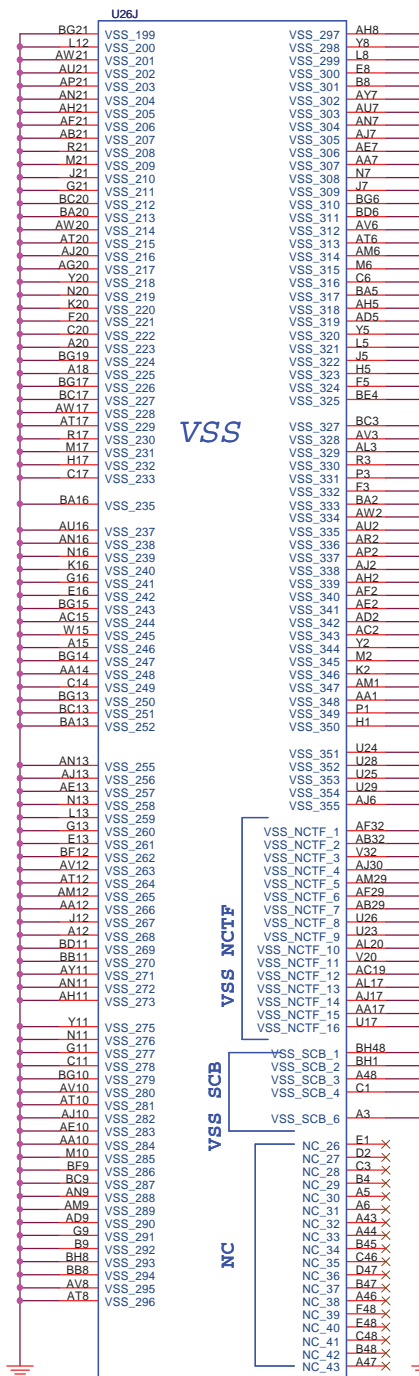 U26J
BG21 VSS_199
L12 VSS_200
AW21 VSS_201
AU21 VSS_202
AP21 VSS_203
AN21 VSS_204
AH21 VSS_205
AF21 VSS_206
AB21 VSS_207
R21 VSS_208
M21 VSS_209
J21 VSS_210
G21 VSS_211
BC20 VSS_212
BA20 VSS_213
AW20 VSS_214
AT20 VSS_215
AJ20 VSS_216
AG20 VSS_217
Y20 VSS_218
N20 VSS_219
K20 VSS_220
F20 VSS_221
C20 VSS_222
A20 VSS_223
BG19 VSS_224
A18 VSS_225
BG17 VSS_226
BC17 VSS_227
AW17 VSS_228
AT17 VSS_229
R17 VSS_230
M17 VSS_231
H17 VSS_232
C17 VSS_233
BA16 VSS_235
AU16 VSS_237
AN16 VSS_238
N16 VSS_239
K16 VSS_240
G16 VSS_241
E16 VSS_242
BG15 VSS_243
AC15 VSS_244
W15 VSS_245
A15 VSS_246
BG14 VSS_247
AA14 VSS_248
C14 VSS_249
BG13 VSS_250
BC13 VSS_251
BA13 VSS_252
AN13 VSS_255
AJ13 VSS_256
AE13 VSS_257
N13 VSS_258
L13 VSS_259
G13 VSS_260
E13 VSS_261
BF12 VSS_262
AV12 VSS_263
AT12 VSS_264
AM12 VSS_265
AA12 VSS_266
J12 VSS_267
A12 VSS_268
BD11 VSS_269
BB11 VSS_270
AY11 VSS_271
AN11 VSS_272
AH11 VSS_273
Y11 VSS_275
N11 VSS_276
G11 VSS_277
C11 VSS_278
BG10 VSS_279
AV10 VSS_280
AT10 VSS_281
AJ10 VSS_282
AE10 VSS_283
AA10 VSS_284
M10 VSS_285
BF9 VSS_286
BC9 VSS_287
AN9 VSS_288
AM9 VSS_289
AD9 VSS_290
G9 VSS_291
B9 VSS_292
BH8 VSS_293
BB8 VSS_294
AV8 VSS_295
AT8 VSS_296
VSS
VSS_297 AH8
VSS_298 Y8
VSS_299 L8
VSS_300 E8
VSS_301 B8
VSS_302 AY7
VSS_303 AU7
VSS_304 AN7
VSS_305 AJ7
VSS_306 AE7
VSS_307 AA7
VSS_308 N7
VSS_309 J7
VSS_310 BG6
VSS_311 BD6
VSS_312 AV6
VSS_313 AT6
VSS_314 AM6
VSS_315 M6
VSS_316 C6
VSS_317 BA5
VSS_318 AH5
VSS_319 AD5
VSS_320 Y5
VSS_321 L5
VSS_322 J5
VSS_323 H5
VSS_324 F5
VSS_325 BE4
VSS_327 BC3
VSS_328 AV3
VSS_329 AL3
VSS_330 R3
VSS_331 P3
VSS_332 F3
VSS_333 BA2
VSS_334 AW2
VSS_335 AU2
VSS_336 AR2
VSS_337 AP2
VSS_338 AJ2
VSS_339 AH2
VSS_340 AF2
VSS_341 AE2
VSS_342 AD2
VSS_343 AC2
VSS_344 Y2
VSS_345 M2
VSS_346 K2
VSS_347 AM1
VSS_348 AA1
VSS_349 P1
VSS_350 H1
VSS_351 U24
VSS_352 U28
VSS_353 U25
VSS_354 U29
VSS_355 AJ6
VSS NCTF
VSS_NCTF_1 AF32
VSS_NCTF_2 AB32
VSS_NCTF_3 V32
VSS_NCTF_4 AJ30
VSS_NCTF_5 AM29
VSS_NCTF_6 AF29
VSS_NCTF_7 AB29
VSS_NCTF_8 U26
VSS_NCTF_9 U23
VSS_NCTF_10 AL20
VSS_NCTF_11 V20
VSS_NCTF_12 AC19
VSS_NCTF_13 AL17
VSS_NCTF_14 AJ17
VSS_NCTF_15 AA17
VSS_NCTF_16 U17
VSS SCB
VSS_SCB_1 BH48
VSS_SCB_2 BH1
VSS_SCB_3 A48
VSS_SCB_4 C1
VSS_SCB_6 A3
NC
NC_26 E1
NC_27 D2
NC_28 C3
NC_29 B4
NC_30 A5
NC_31 A6
NC_32 A43
NC_33 A44
NC_34 B45
NC_35 C46
NC_36 D47
NC_37 B47
NC_38 A46
NC_39 F48
NC_40 E48
NC_41 C48
NC_42 B48
NC_43 A47